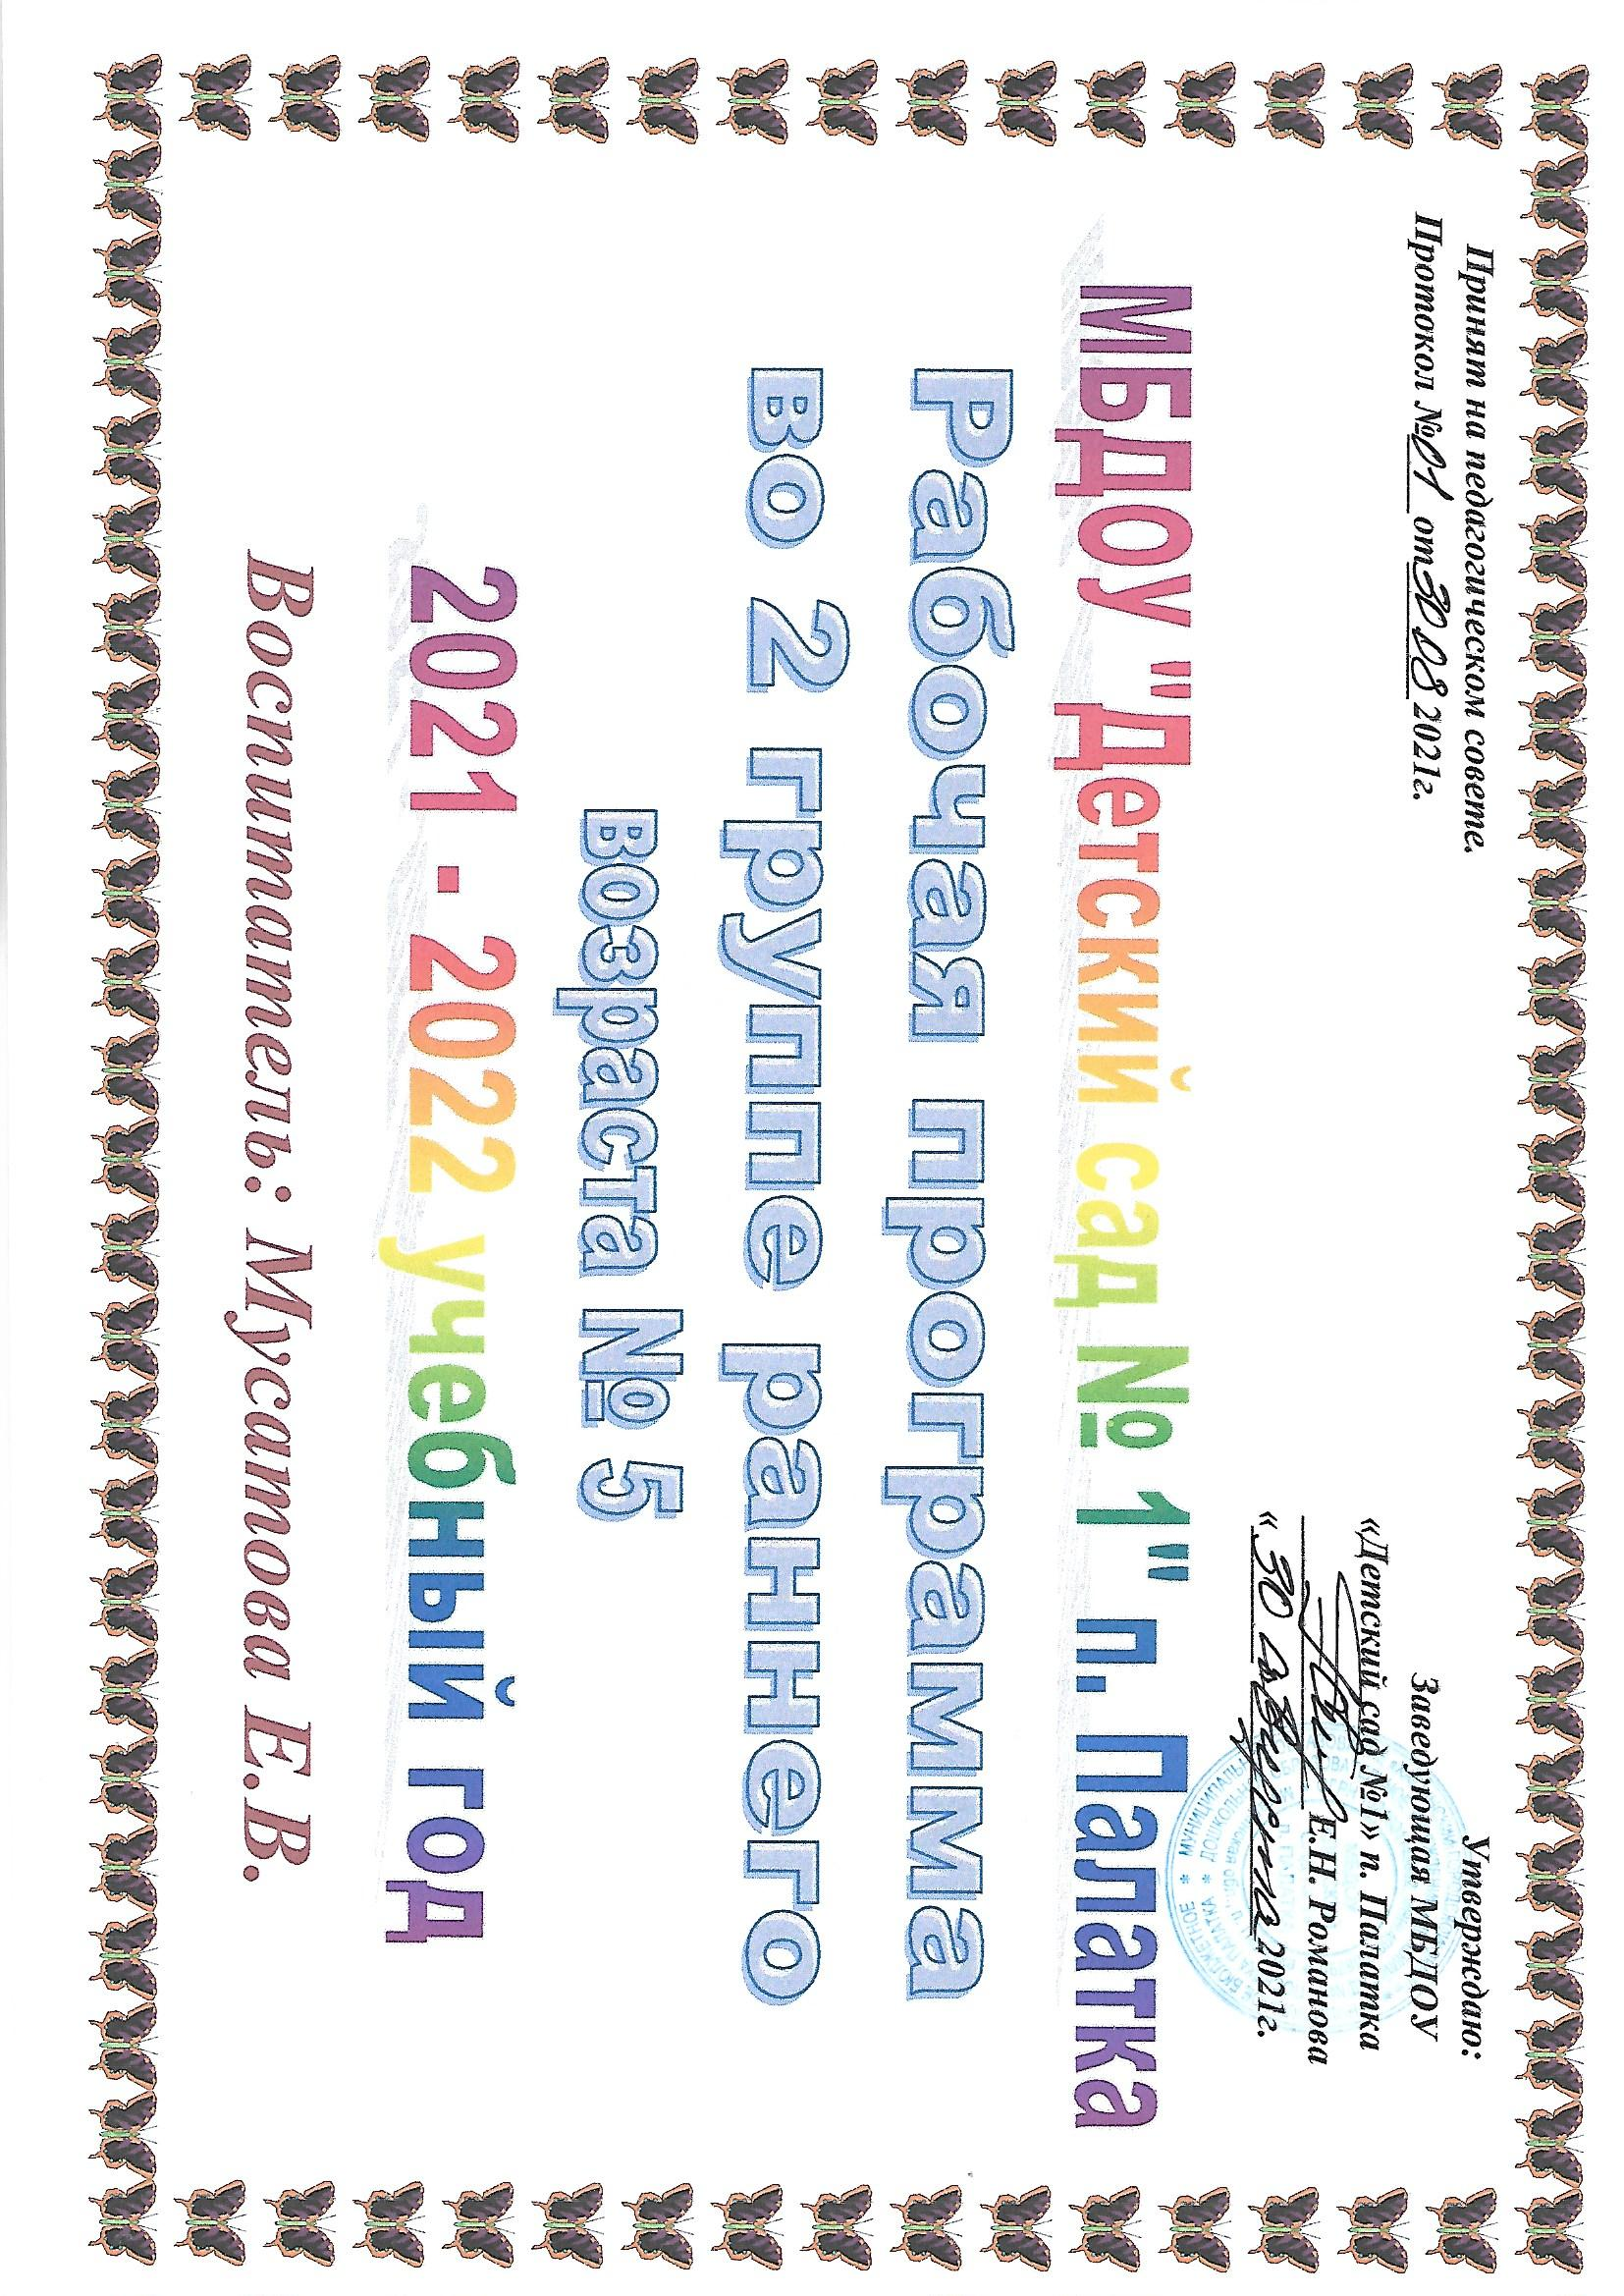 Принят на педагогическом совете.
Протокол №01 от 30.08 2021г.
Утверждаю:
Заведующая МБДОУ
«Детский сад №1» п. Палатка
Е.Н. Романова
« 30 » 2021г.
МБДОУ "Детский сад № 1" п. Палатка
Рабочая программа
во 2 группе раннего
возраста № 5
2021 - 2022 учебный год
Воспитатель: Мусатова Е.В.